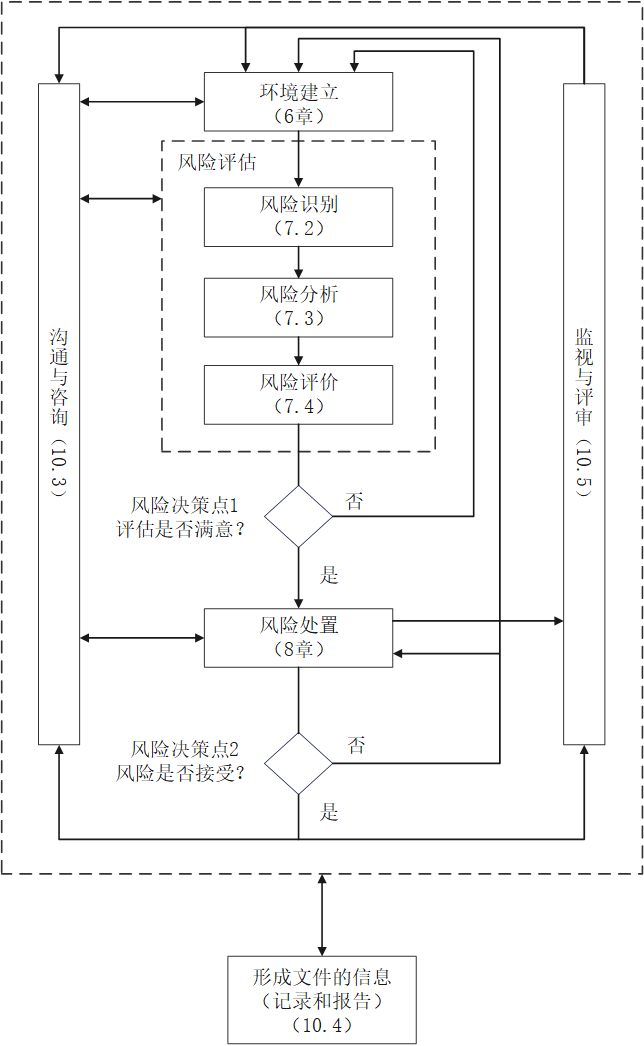 环境建立
（6章）
风险评估
风险识别
（7.2）
风险分析
（7.3）
风险评价
（7.4）
沟通与咨询（10.3）
监视与评审（10.5）
风险决策点1
评估是否满意？
否
是
风险处置
（8章）
风险决策点2
风险是否接受？
否
是
形成文件的信息
（记录和报告）
（10.4）